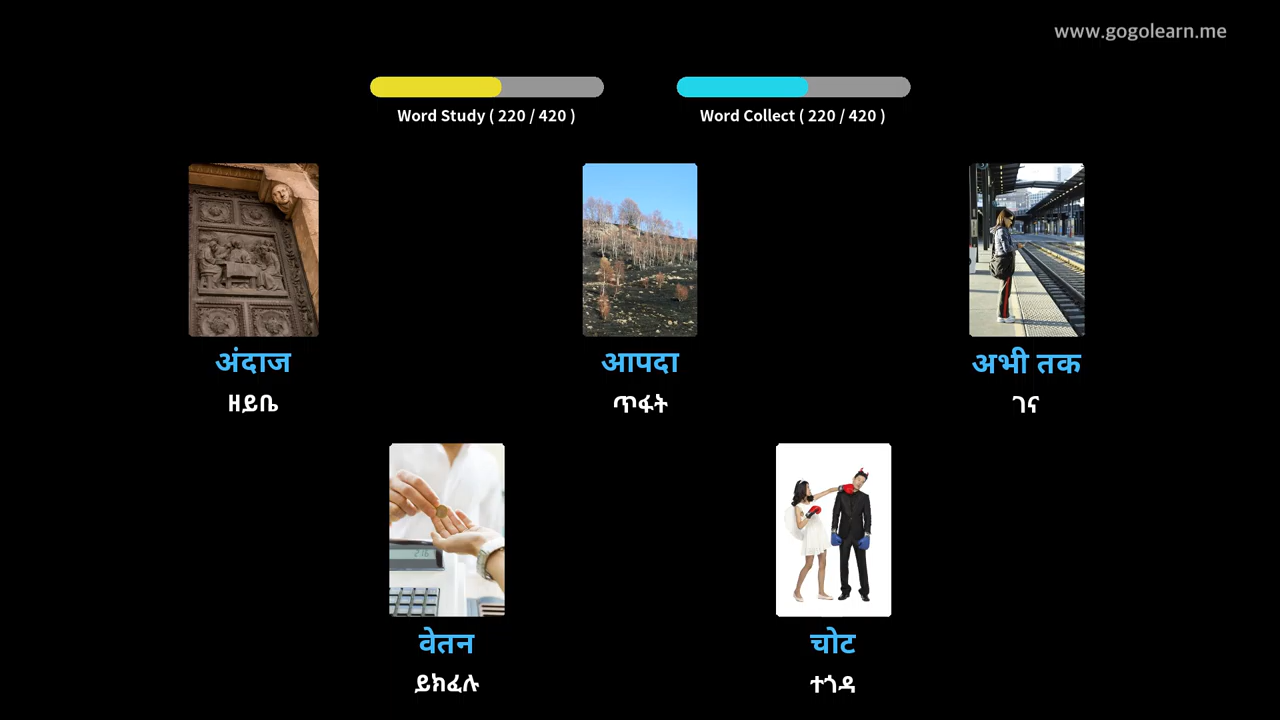 www.gogolearn.me
Word Study ( 220 / 420 )
Word Collect ( 220 / 420 )
अंदाज
आपदा
अभी तक
ዘይቤ
ጥፋት
ገና
वेतन
चोट
ይክፈሉ
ተጎዳ